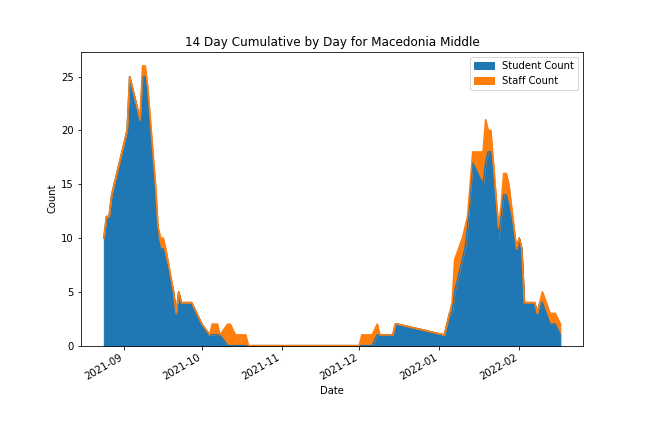 14 Day Cumulative by Day for Macedonia Middle
Student Count
Staff Count
Count
25
20
15
10
5
0
2021-09
2021-10
2021-11
2021-12
2022-01
2022-02
Date